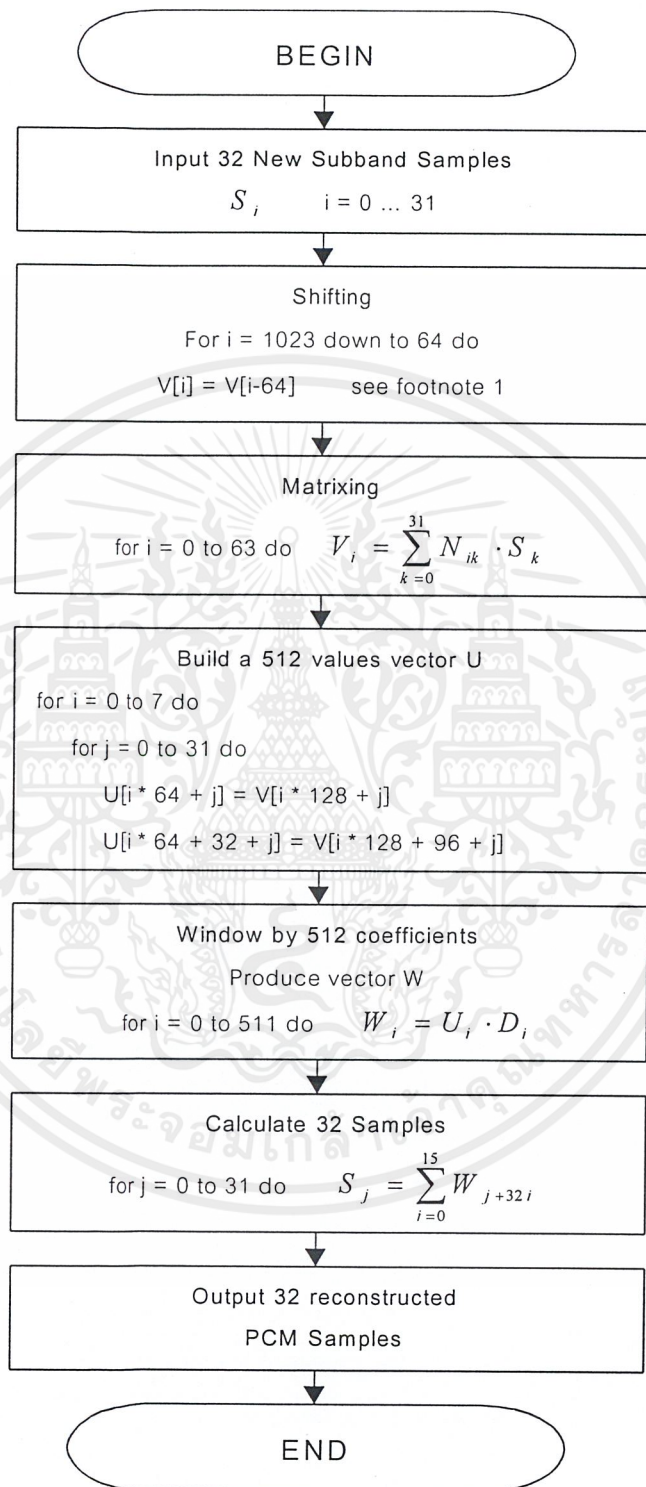 BEGIN
Input 32 New Subband Samples
S_i i = 0 ... 31
Shifting
For i = 1023 down to 64 do
V[i] = V[i-64] see footnote 1
Matrixing
for i = 0 to 63 do V_i = \sum_{k=0}^{31} N_{ik} · S_k
Build a 512 values vector U
for i = 0 to 7 do
for j = 0 to 31 do
U[i * 64 + j] = V[i * 128 + j]
U[i * 64 + 32 + j] = V[i * 128 + 96 + j]
Window by 512 coefficients
Produce vector W
for i = 0 to 511 do W_i = U_i · D_i
Calculate 32 Samples
for j = 0 to 31 do S_j = \sum_{i=0}^{15} W_{j+32i}
Output 32 reconstructed
PCM Samples
END